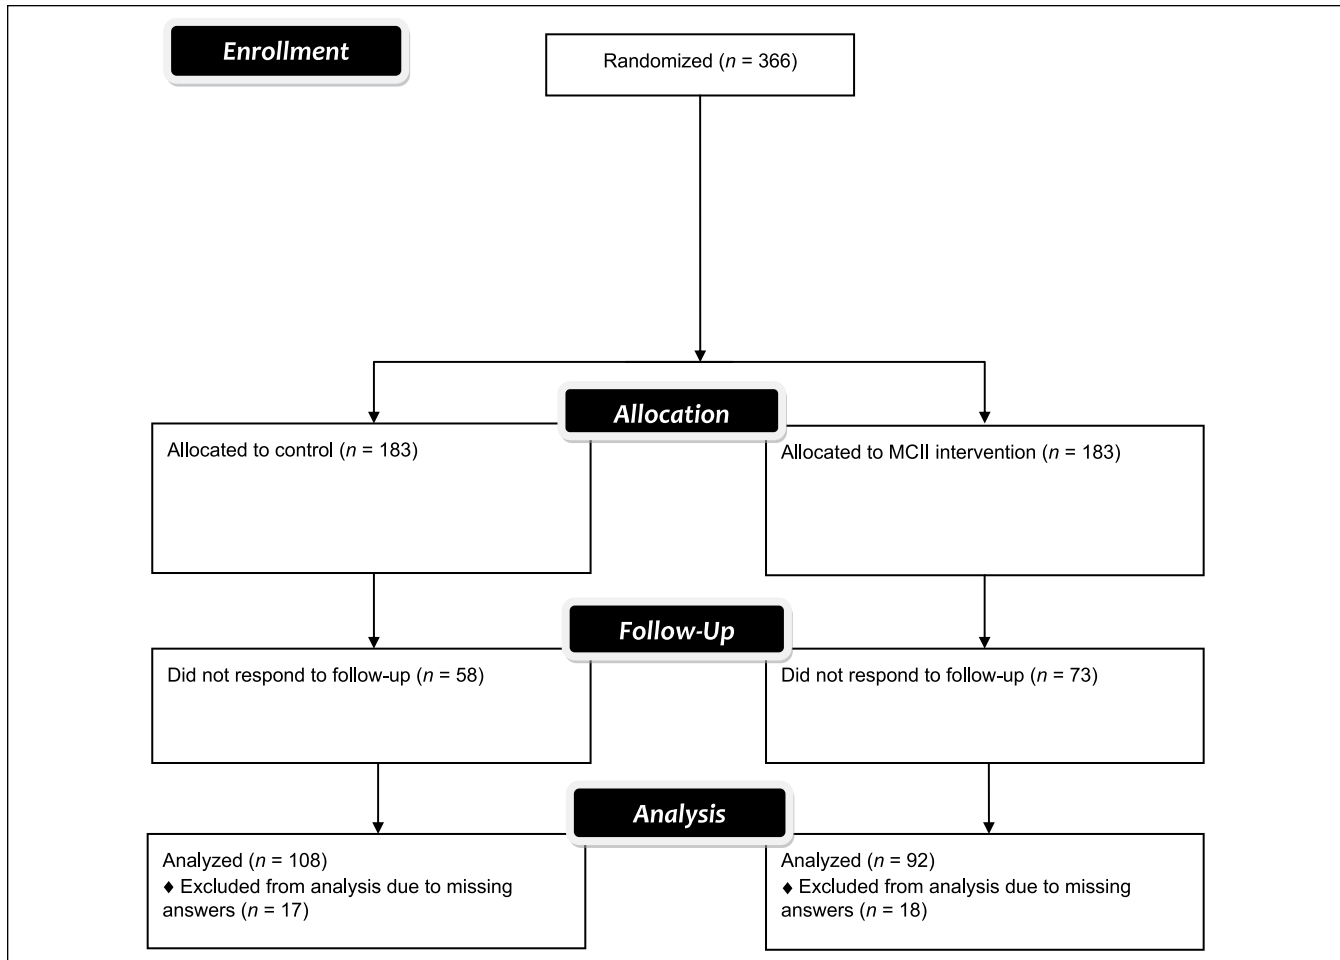 Enrollment
Randomized (n = 366)
Allocation
Allocated to control (n = 183)
Allocated to MCII intervention (n = 183)
Follow-Up
Did not respond to follow-up (n = 58)
Did not respond to follow-up (n = 73)
Analysis
Analyzed (n = 108)
♦ Excluded from analysis due to missing
answers (n = 17)
Analyzed (n = 92)
♦ Excluded from analysis due to missing
answers (n = 18)